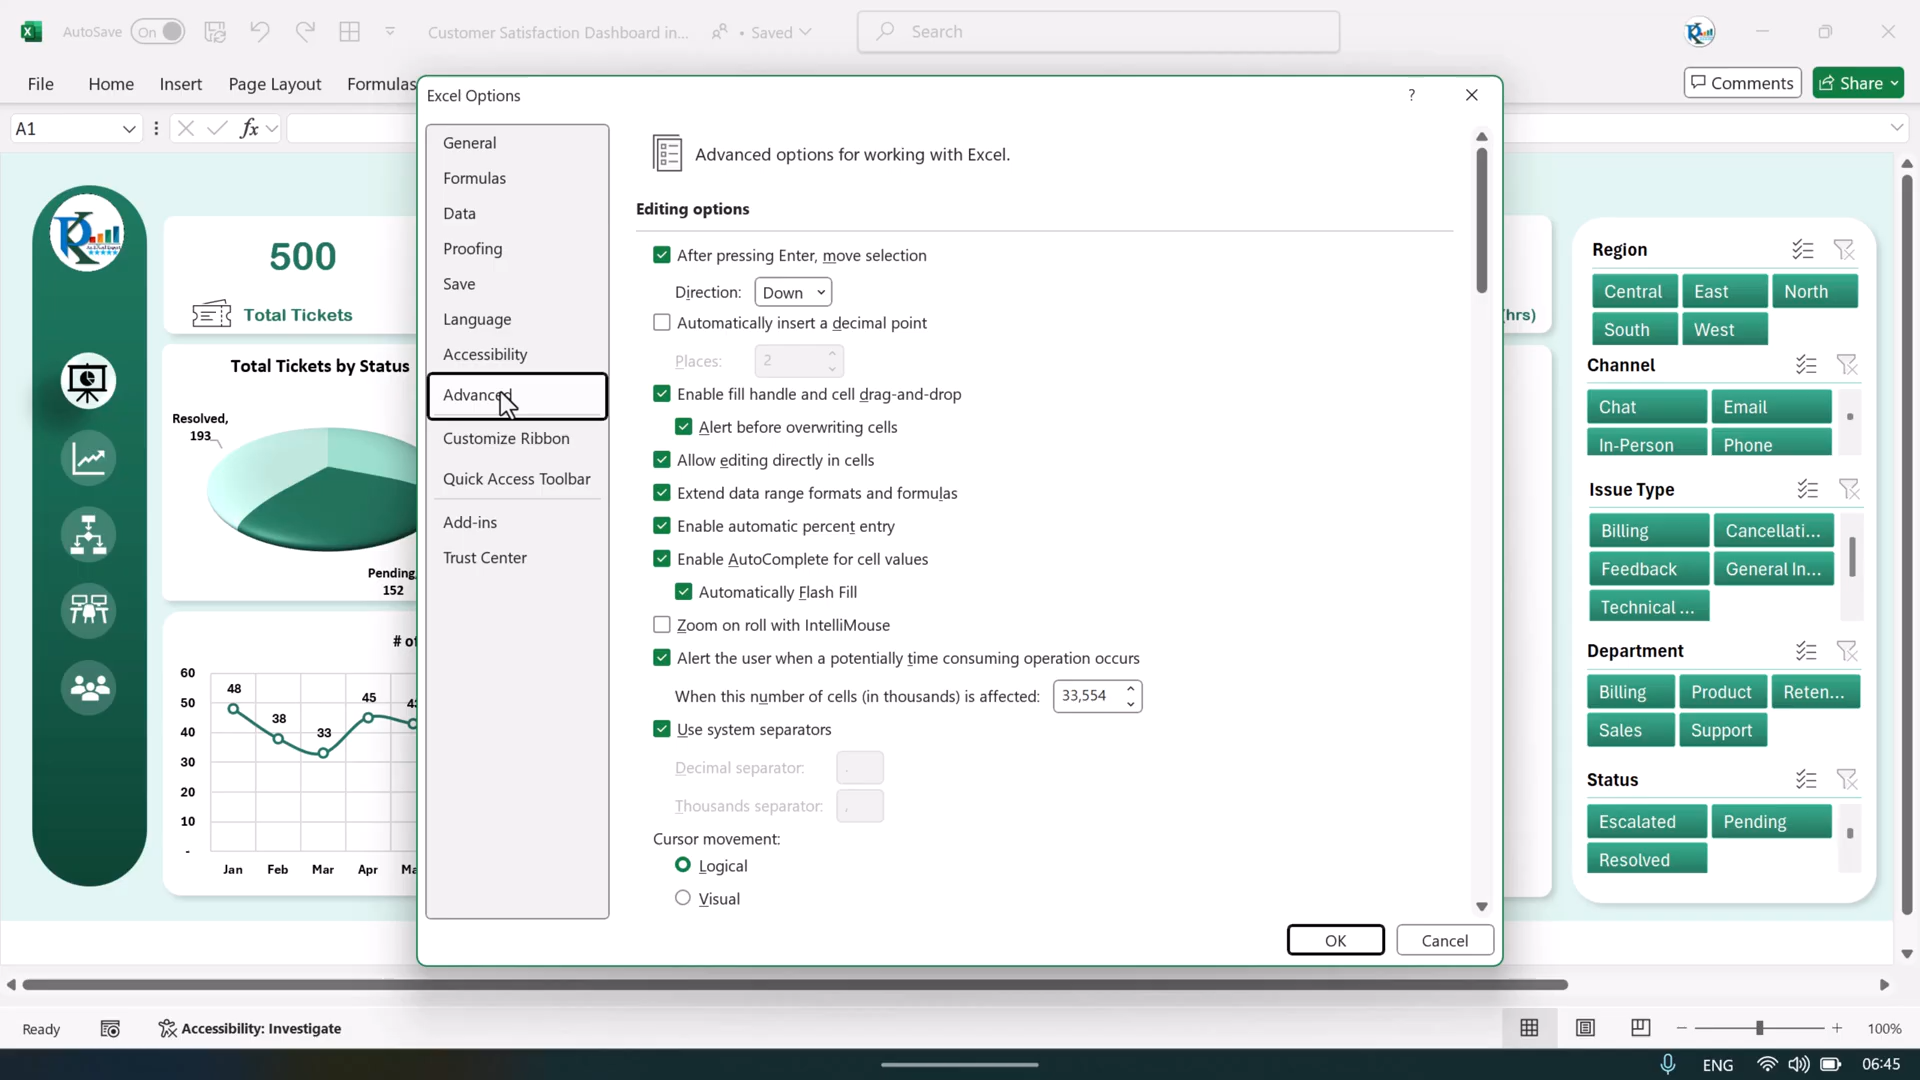 AutoSave On
Customer Satisfaction Dashboard in... • Saved
Search
File Home Insert Page Layout Formulas
Comments Share
A1
fx
Excel Options
?
General
Formulas
Data
Proofing
Save
Language
Accessibility
Advanced
Customize Ribbon
Quick Access Toolbar
Add-ins
Trust Center
Advanced options for working with Excel.
Editing options
After pressing Enter, move selection
Direction: Down
Automatically insert a decimal point
Places: 2
Enable fill handle and cell drag-and-drop
Alert before overwriting cells
Allow editing directly in cells
Extend data range formats and formulas
Enable automatic percent entry
Enable AutoComplete for cell values
Automatically Flash Fill
Zoom on roll with IntelliMouse
Alert the user when a potentially time consuming operation occurs
When this number of cells (in thousands) is affected: 33,554
Use system separators
Decimal separator: .
Thousands separator: ,
Cursor movement:
Logical
Visual
OK Cancel
500
Total Tickets
Total Tickets by Status
Resolved,
193
Pending,
152
# of
60
50
40
30
20
10
-
48
38
33
45
Jan Feb Mar Apr Ma
(hrs)
Region
Central East North
South West
Channel
Chat Email
In-Person Phone
Issue Type
Billing Cancellati...
Feedback General In...
Technical ...
Department
Billing Product Reten...
Sales Support
Status
Escalated Pending
Resolved
Ready Accessibility: Investigate
100%
ENG 06:45